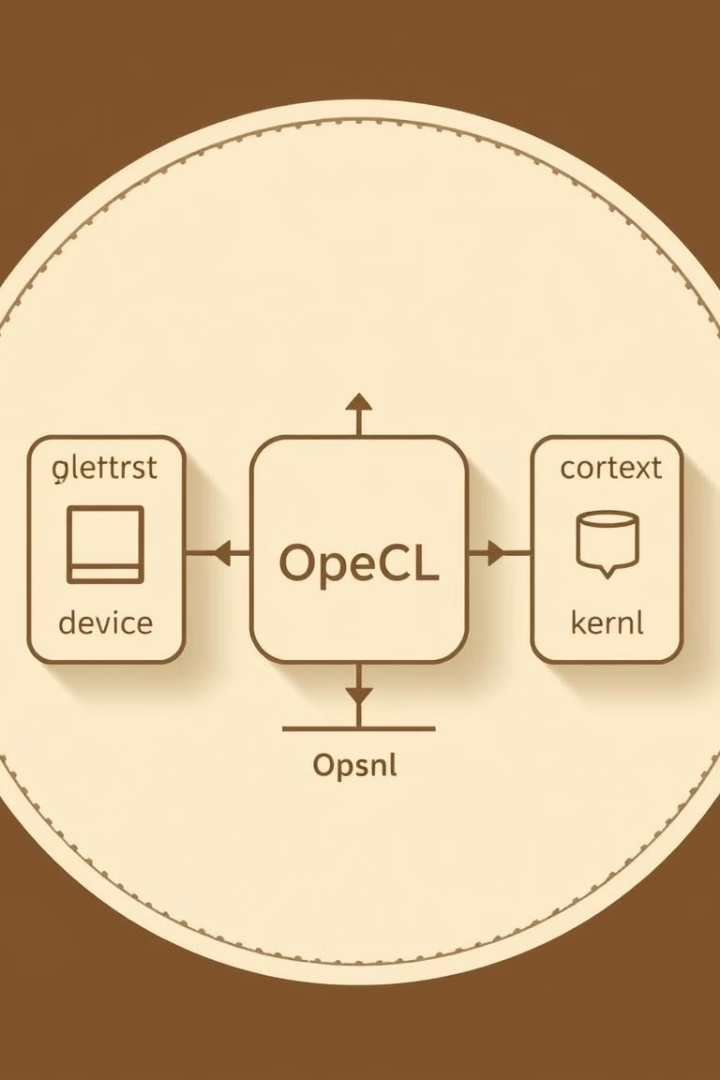 glettrst
device
OpeCL
cortext
kernl
Opsnl